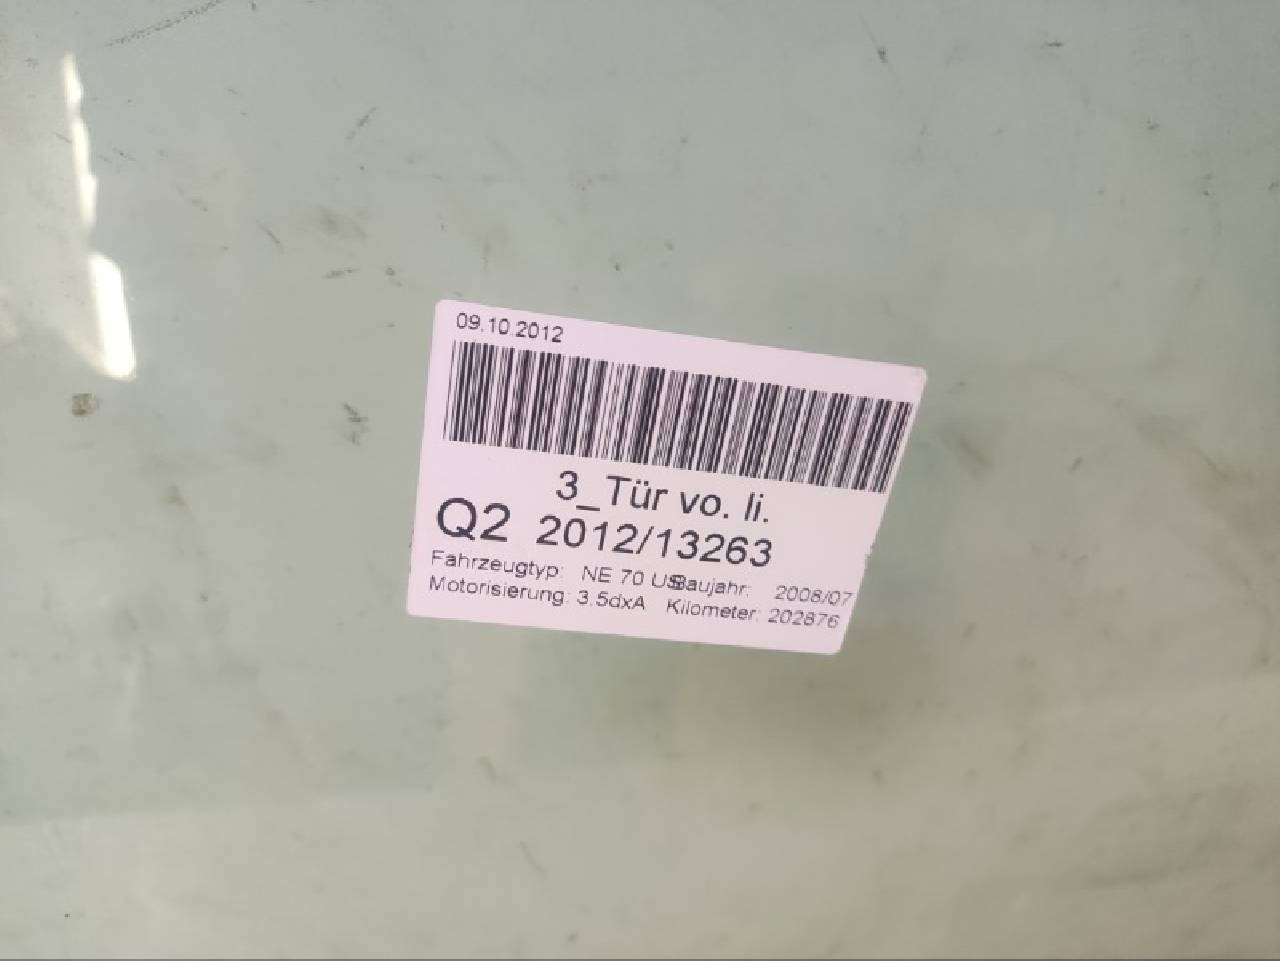 09.10.2012
3_Tür vo. li.
Q2 2012/13263
Fahrzeugtyp: NE 70 US Baujahr: 2008/07
Motorisierung: 3.5dxA Kilometer: 202876